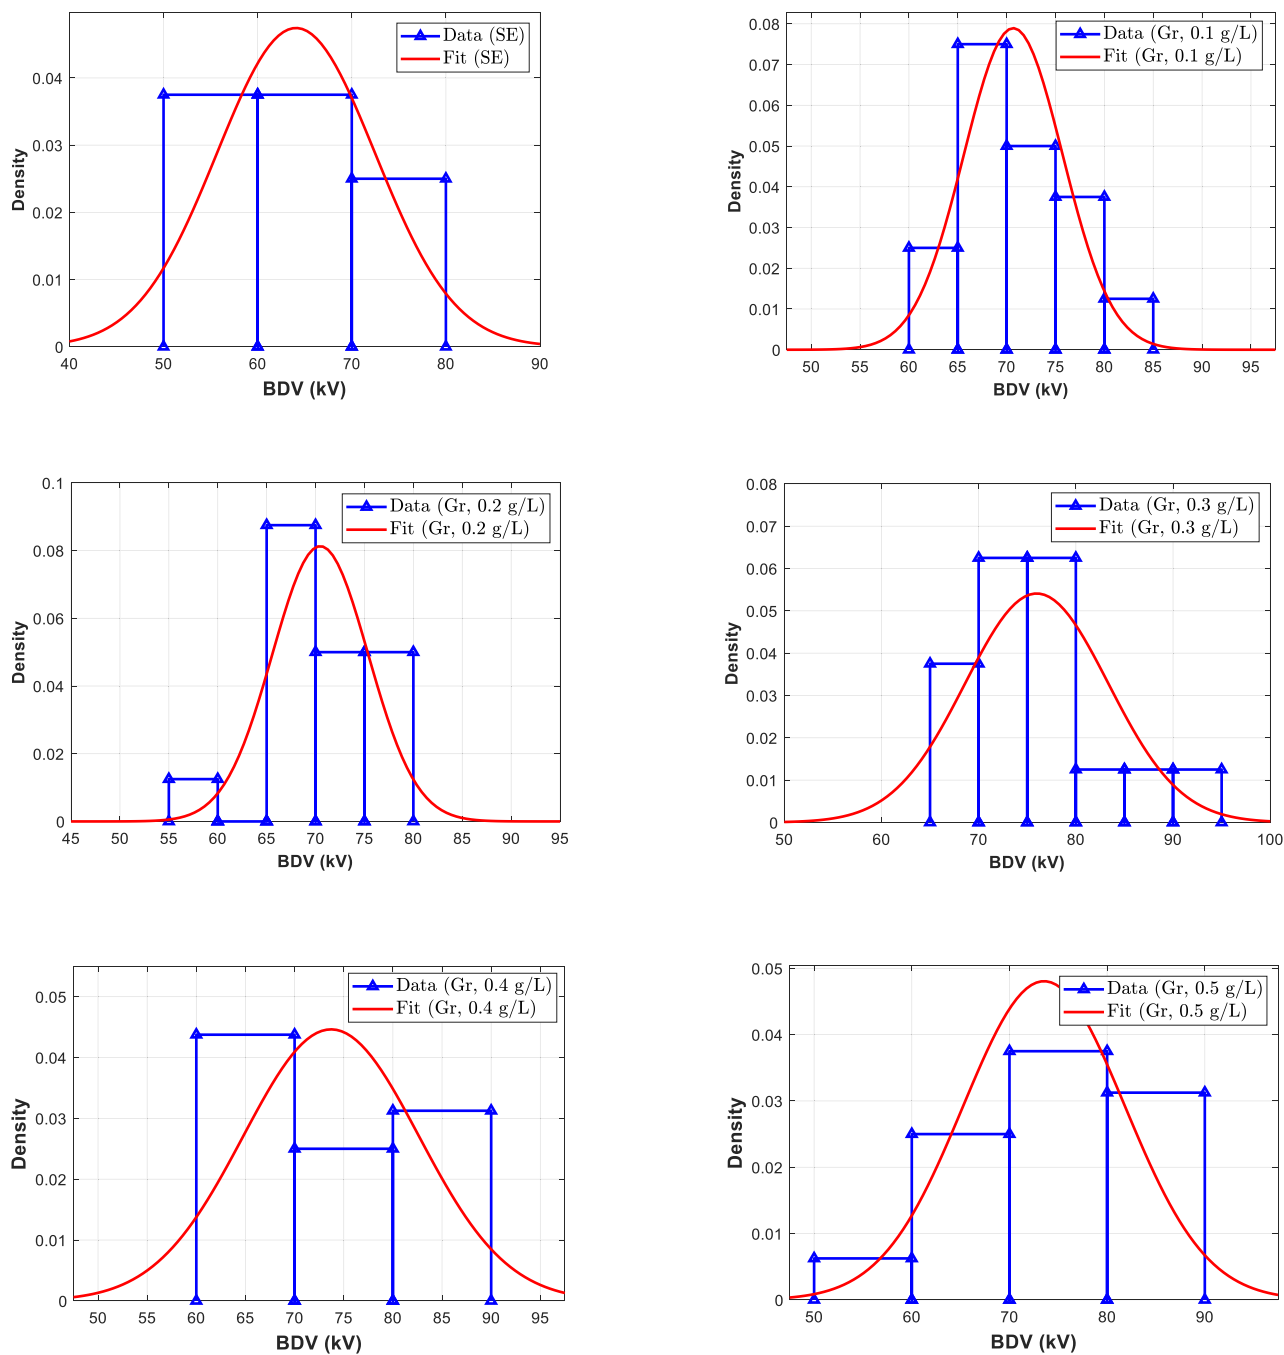 Data (SE)
Fit (SE)
0.04
0.03
0.02
0.01
0
Density
40 50 60 70 80 90
BDV (kV)
Data (Gr, 0.1 g/L)
Fit (Gr, 0.1 g/L)
0.08
0.07
0.06
0.05
0.04
0.03
0.02
0.01
0
Density
50 55 60 65 70 75 80 85 90 95
BDV (kV)
Data (Gr, 0.2 g/L)
Fit (Gr, 0.2 g/L)
0.1
0.08
0.06
0.04
0.02
0
Density
45 50 55 60 65 70 75 80 85 90 95
BDV (kV)
Data (Gr, 0.3 g/L)
Fit (Gr, 0.3 g/L)
0.08
0.07
0.06
0.05
0.04
0.03
0.02
0.01
0
Density
50 60 70 80 90 100
BDV (kV)
Data (Gr, 0.4 g/L)
Fit (Gr, 0.4 g/L)
0.05
0.04
0.03
0.02
0.01
0
Density
50 55 60 65 70 75 80 85 90 95
BDV (kV)
Data (Gr, 0.5 g/L)
Fit (Gr, 0.5 g/L)
0.05
0.04
0.03
0.02
0.01
0
Density
50 60 70 80 90
BDV (kV)